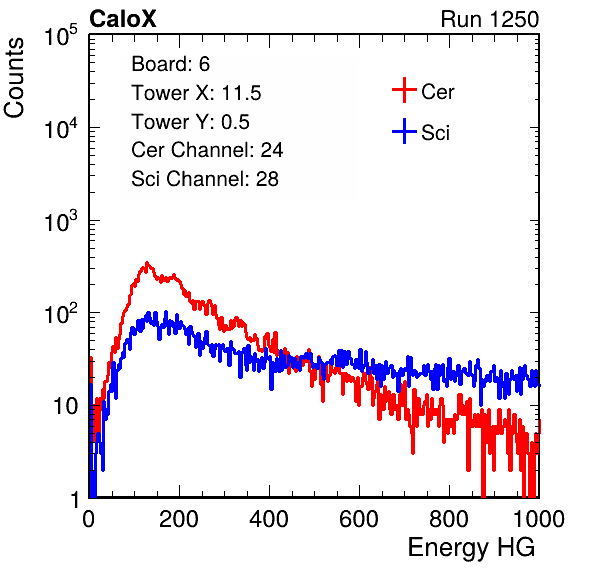 CaloX Run 1250
Board: 6
Tower X: 11.5
Tower Y: 0.5
Cer Channel: 24
Sci Channel: 28
Cer
Sci
Counts
10^5
10^4
10^3
10^2
10
1
0 200 400 600 800 1000
Energy HG